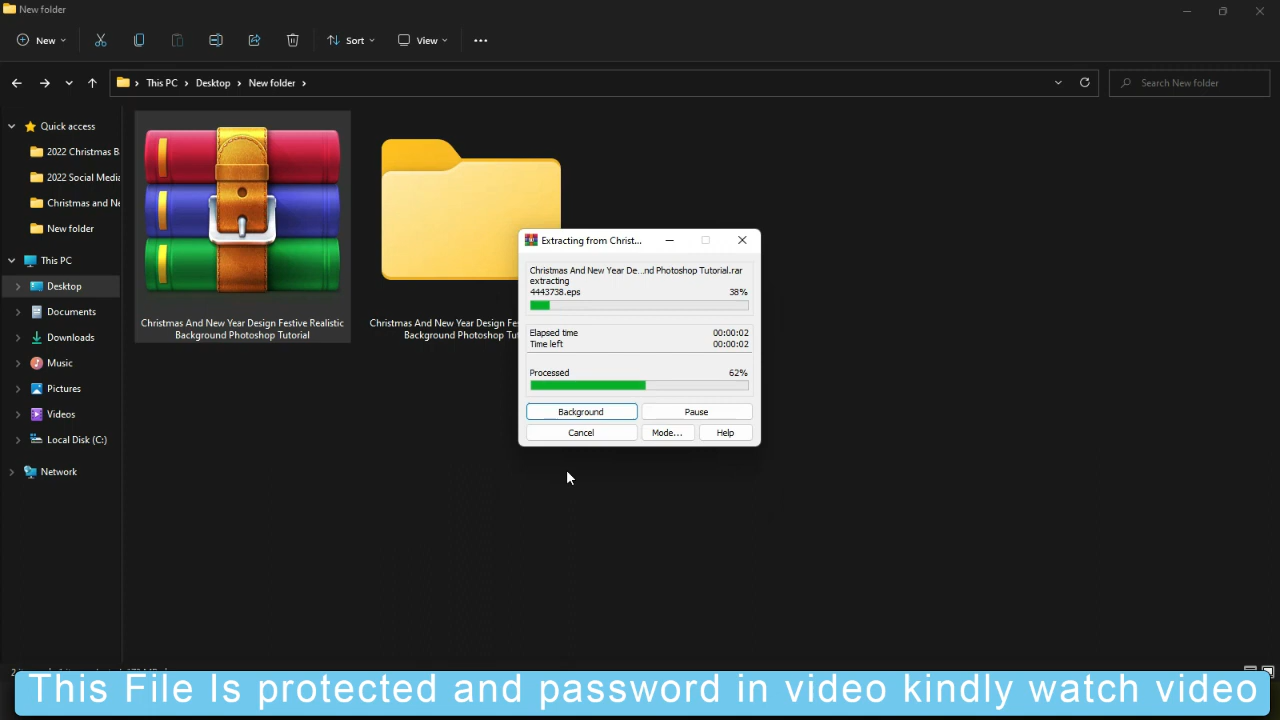 New folder
New
Sort
View
This PC
Desktop
New folder
Search New folder
Quick access
2022 Christmas B
2022 Social Media
Christmas and Ne
New folder
This PC
Desktop
Documents
Downloads
Music
Pictures
Videos
Local Disk (C:)
Network
Christmas And New Year Design Festive Realistic
Background Photoshop Tutorial
Christmas And New Year Design Fe
Background Photoshop Tut
Extracting from Christ...
Christmas And New Year De...nd Photoshop Tutorial.rar
extracting
4443738.eps 38%
Elapsed time 00:00:02
Time left 00:00:02
Processed 62%
Background
Pause
Cancel
Mode...
Help
This File Is protected and password in video kindly watch video